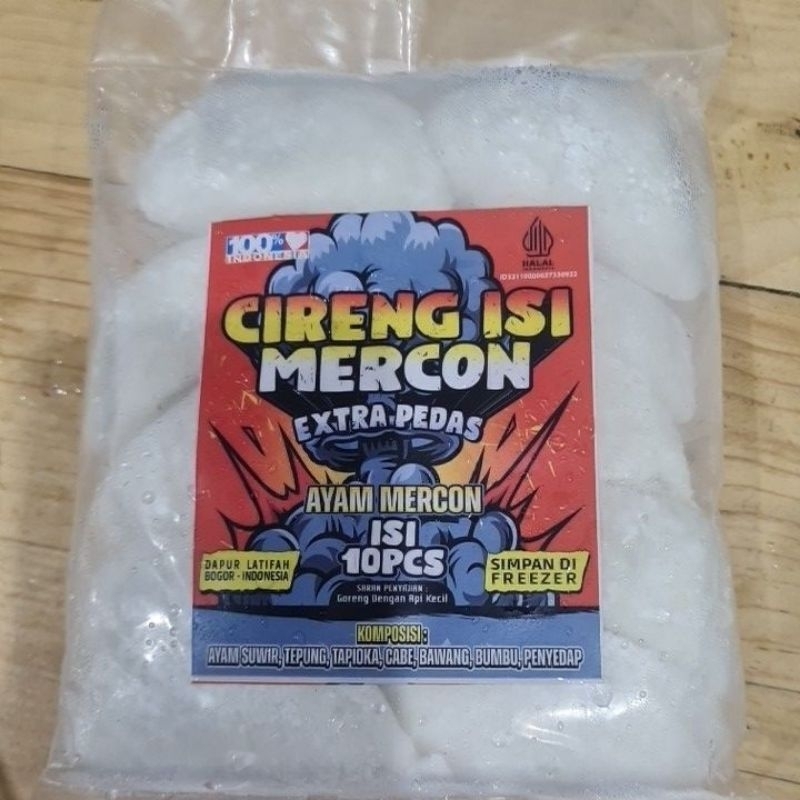 100%
INDONESIA
HALAL
INDONESIA
CIRENG ISI
MERCON
EXTRA PEDAS
AYAM MERCON
ISI
10PCS
DAPUR LATIFAH
BOGOR - INDONESIA
SIMPAN DI
FREEZER
SARAN PENYAJIAN :
Goreng Dengan Api Kecil
KOMPOSISI :
AYAM SUWIR, TEPUNG, TAPIOKA, CABE, BAWANG, BUMBU, PENYEDAP